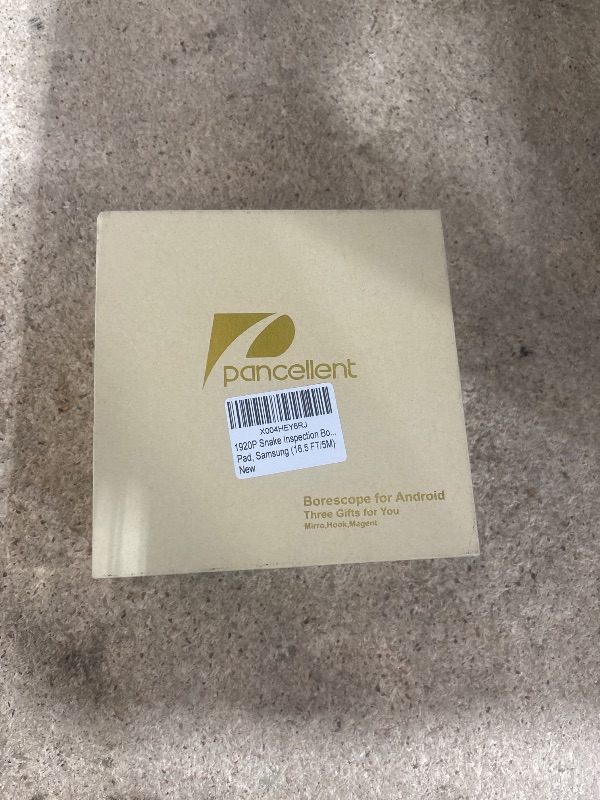 pancellent
X004HEY6RJ
1920P Snake Inspection Bo...
Pad, Samsung (16.5 FT/5M)
New
Borescope for Android
Three Gifts for You
Mirro,Hook,Magent